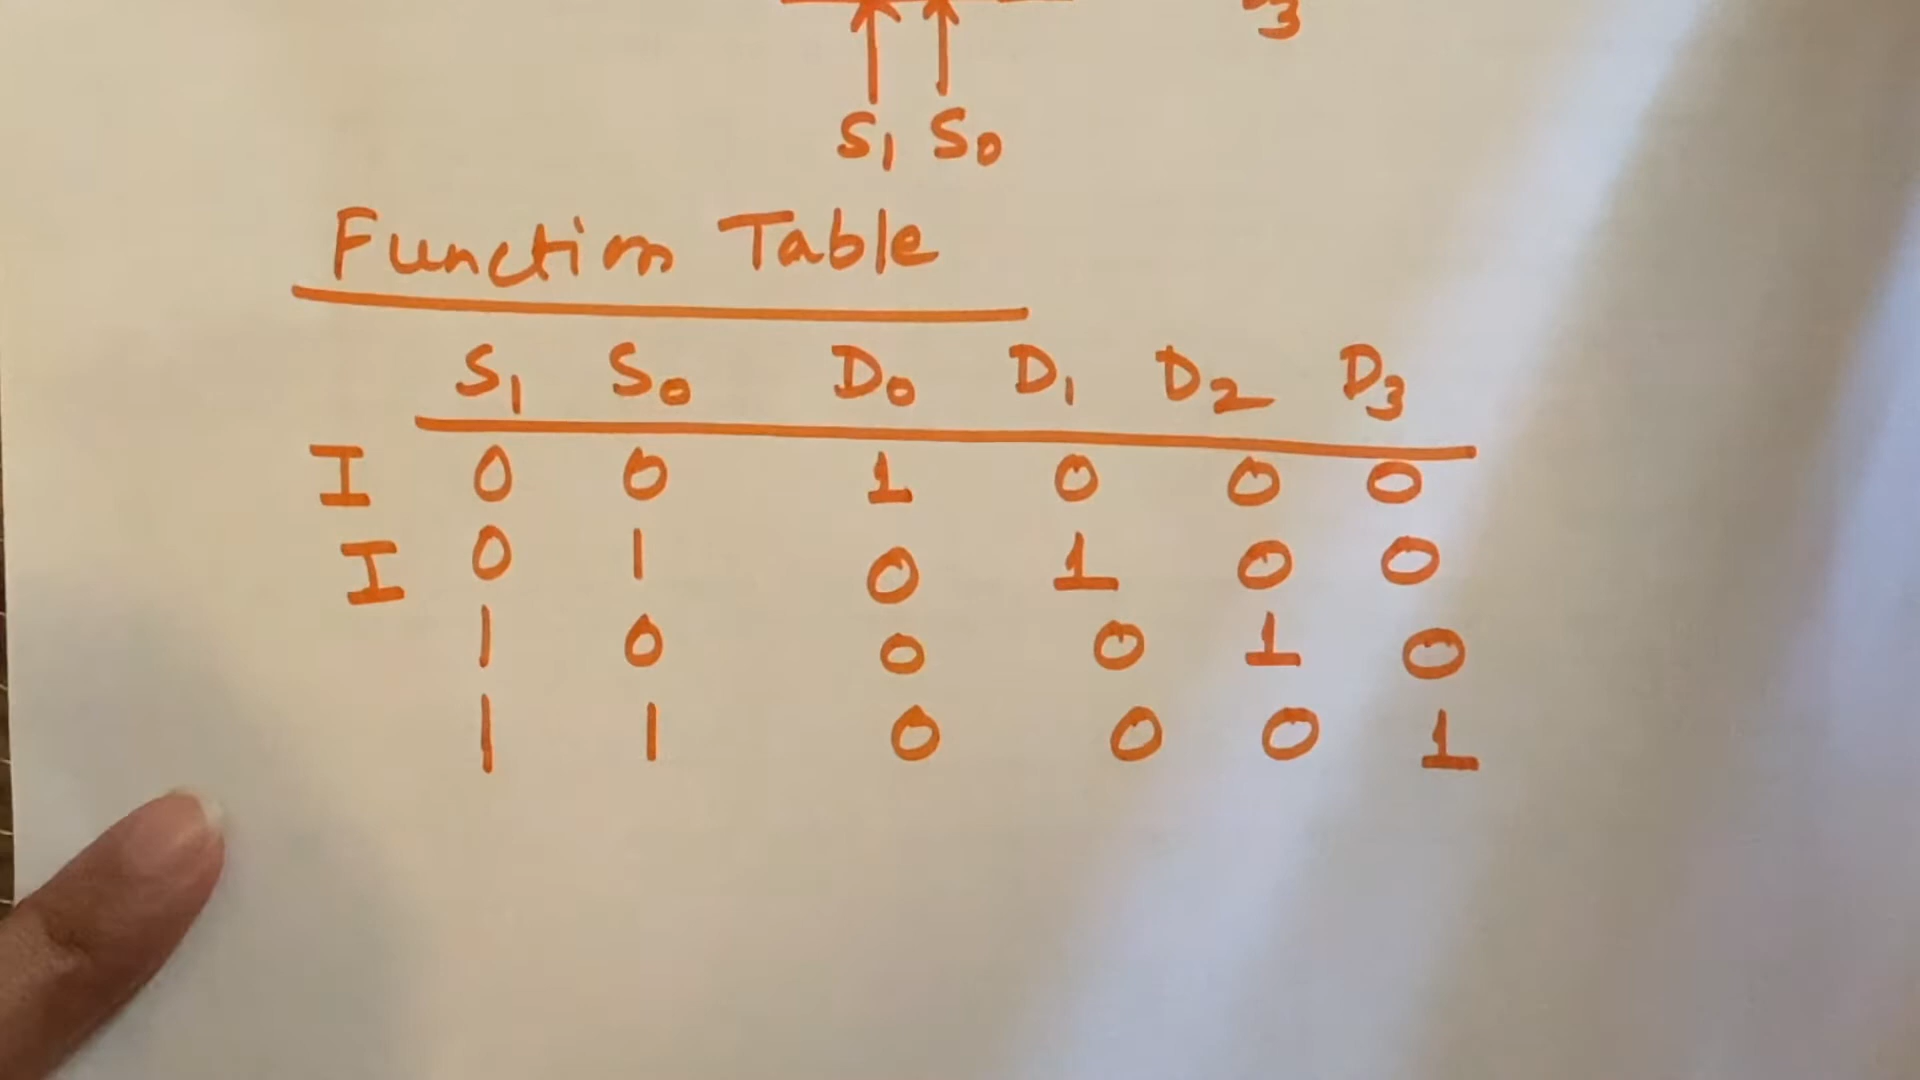 3
S1 S0
Function Table
S1 S0 D0 D1 D2 D3
I 0 0 1 0 0 0
I 0 1 0 1 0 0
1 0 0 0 1 0
1 1 0 0 0 1